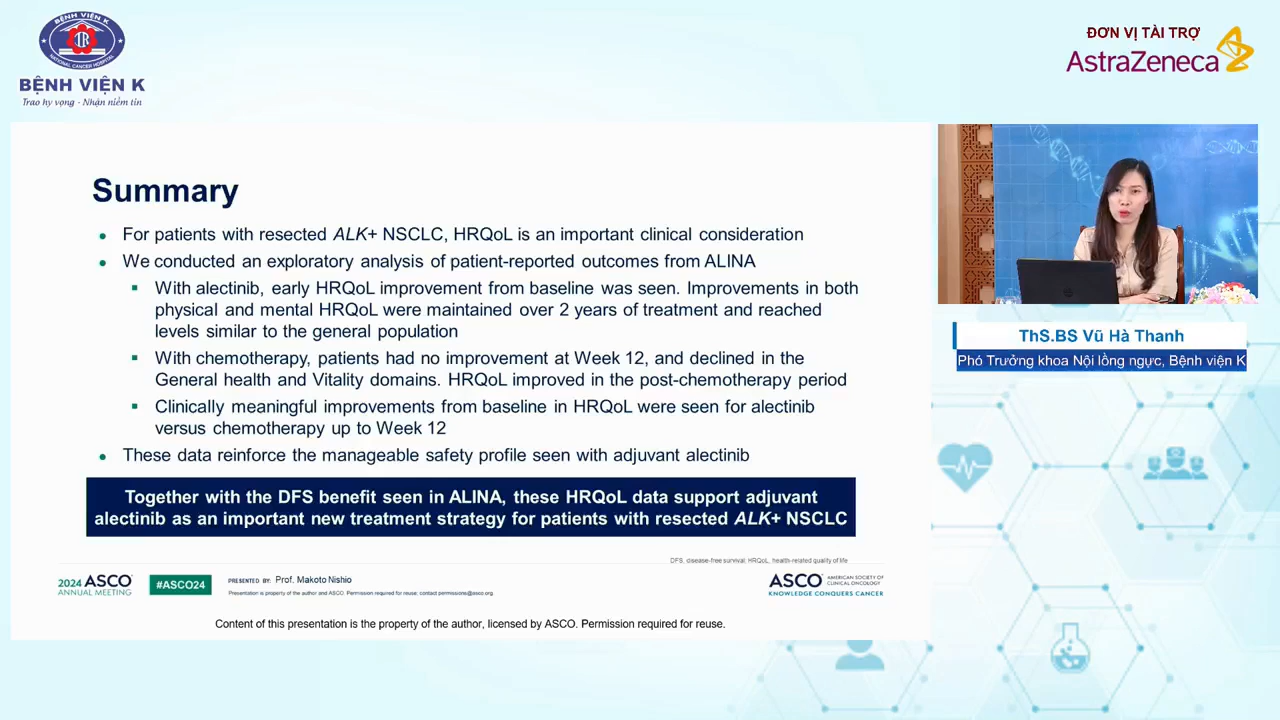 BỆNH VIỆN K
NATIONAL CANCER HOSPITAL
BỆNH VIỆN K
Trao hy vọng - Nhận niềm tin
ĐƠN VỊ TÀI TRỢ
AstraZeneca
Summary
• For patients with resected ALK+ NSCLC, HRQoL is an important clinical consideration
• We conducted an exploratory analysis of patient-reported outcomes from ALINA
▪ With alectinib, early HRQoL improvement from baseline was seen. Improvements in both
physical and mental HRQoL were maintained over 2 years of treatment and reached
levels similar to the general population
▪ With chemotherapy, patients had no improvement at Week 12, and declined in the
General health and Vitality domains. HRQoL improved in the post-chemotherapy period
▪ Clinically meaningful improvements from baseline in HRQoL were seen for alectinib
versus chemotherapy up to Week 12
• These data reinforce the manageable safety profile seen with adjuvant alectinib
Together with the DFS benefit seen in ALINA, these HRQoL data support adjuvant
alectinib as an important new treatment strategy for patients with resected ALK+ NSCLC
DFS, disease-free survival; HRQoL, health-related quality of life
2024 ASCO
ANNUAL MEETING
#ASCO24
PRESENTED BY: Prof. Makoto Nishio
Presentation is property of the author and ASCO. Permission required for reuse; contact permissions@asco.org.
ASCO AMERICAN SOCIETY OF
CLINICAL ONCOLOGY
KNOWLEDGE CONQUERS CANCER
Content of this presentation is the property of the author, licensed by ASCO. Permission required for reuse.
ThS.BS Vũ Hà Thanh
Phó Trưởng khoa Nội lồng ngực, Bệnh viện K